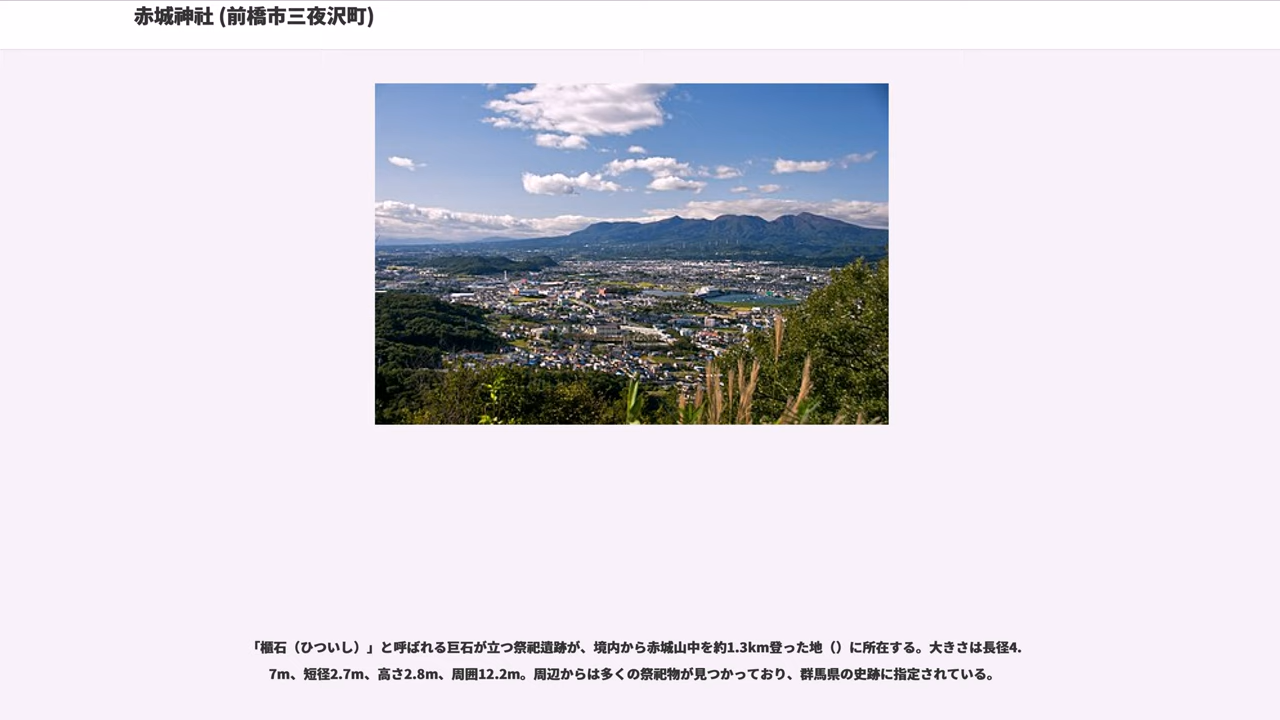 赤城神社 (前橋市三夜沢町)
「櫃石（ひついし）」と呼ばれる巨石が立つ祭祀遺跡が、境内から赤城山中を約1.3km登った地（）に所在する。大きさは長径4.
7m、短径2.7m、高さ2.8m、周囲12.2m。周辺からは多くの祭祀物が見つかっており、群馬県の史跡に指定されている。